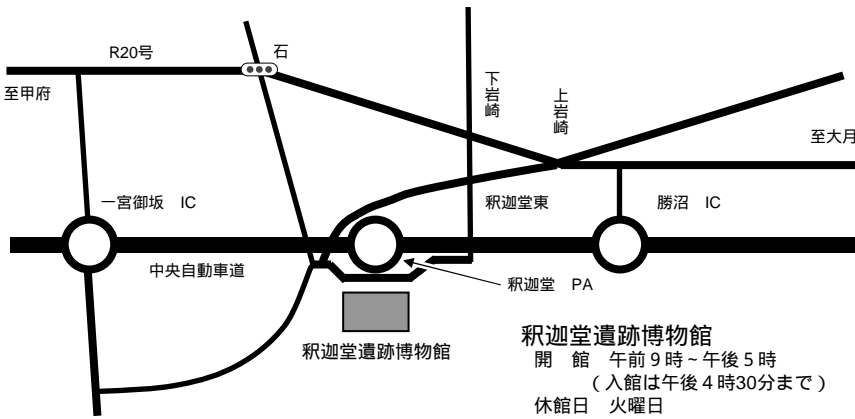 R20号
石
至甲府
下岩崎
上岩崎
至大月
一宮御坂 IC
釈迦堂東
勝沼 IC
中央自動車道
釈迦堂 PA
釈迦堂遺跡博物館
釈迦堂遺跡博物館
開 館 午前9時~午後5時
(入館は午後4時30分まで)
休館日 火曜日